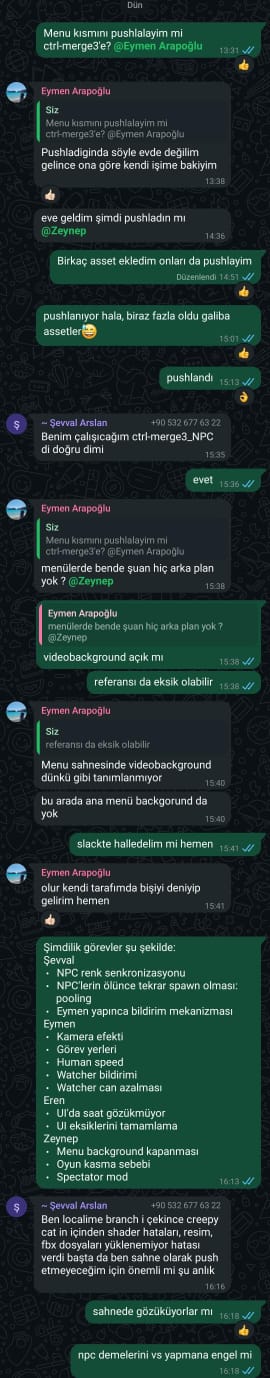 Dün
Menu kısmını pushlalayim mi
ctrl-merge3'e? @Eymen Arapoğlu
13:31
Eymen Arapoğlu
Siz
Menu kısmını pushlalayim mi
ctrl-merge3'e? @Eymen Arapoğlu
Pushladiginda söyle evde değilim
gelince ona göre kendi işime bakiyim
13:38
eve geldim şimdi pushladın mı
@Zeynep
14:36
Birkaç asset ekledim onları da pushlayim
Düzenlendi 14:51
pushlanıyor hala, biraz fazla oldu galiba
assetler😅
15:01
pushlandı 15:13
Ş
~ Şevval Arslan +90 532 677 63 22
Benim çalışıcağım ctrl-merge3_NPC
di doğru dimi
15:35
evet 15:36
Eymen Arapoğlu
Siz
Menu kısmını pushlalayim mi
ctrl-merge3'e? @Eymen Arapoğlu
menülerde bende şuan hiç arka plan
yok ? @Zeynep
15:38
Eymen Arapoğlu
menülerde bende şuan hiç arka plan yok ?
@Zeynep
videobackground açık mı
15:38
referansı da eksik olabilir 15:38
Eymen Arapoğlu
Siz
referansı da eksik olabilir
Menu sahnesinde videobackground
dünkü gibi tanımlanmıyor
15:40
bu arada ana menü backgorund da
yok
15:40
slackte halledelim mi hemen 15:41
Eymen Arapoğlu
olur kendi tarafımda bişiyi deniyip
gelirim hemen
15:41
Şimdilik görevler şu şekilde:
Şevval
• NPC renk senkronizasyonu
• NPC'lerin ölünce tekrar spawn olması:
pooling
• Eymen yapınca bildirim mekanizması
Eymen
• Kamera efekti
• Görev yerleri
• Human speed
• Watcher bildirimi
• Watcher can azalması
Eren
• UI'da saat gözükmüyor
• UI eksiklerini tamamlama
Zeynep
• Menu background kapanması
• Oyun kasma sebebi
• Spectator mod
16:13
Ş
~ Şevval Arslan +90 532 677 63 22
Ben localime branch i çekince creepy
cat in içinden shader hataları, resim,
fbx dosyaları yüklenemiyor hatası
verdi başta da ben sahne olarak push
etmeyeceğim için önemli mi şu anlık
16:16
sahnede gözüküyorlar mı 16:18
npc demelerini vs yapmana engel mi
16:18